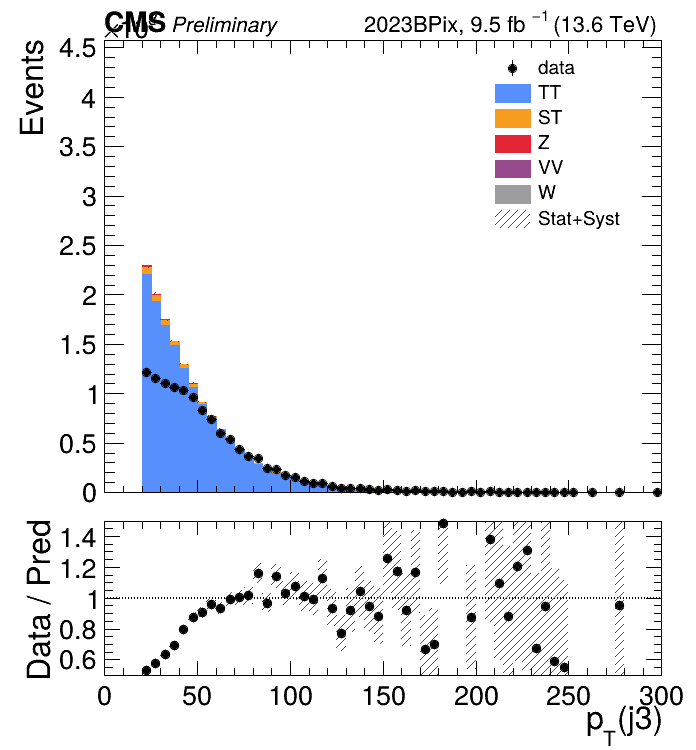 CMS Preliminary
2023BPix, 9.5 fb⁻¹ (13.6 TeV)
Events
4.5
4
3.5
3
2.5
2
1.5
1
0.5
0
data
TT
ST
Z
VV
W
Stat+Syst
Data / Pred
1.4
1.2
1
0.8
0.6
0 50 100 150 200 250 300
p_T(j3)